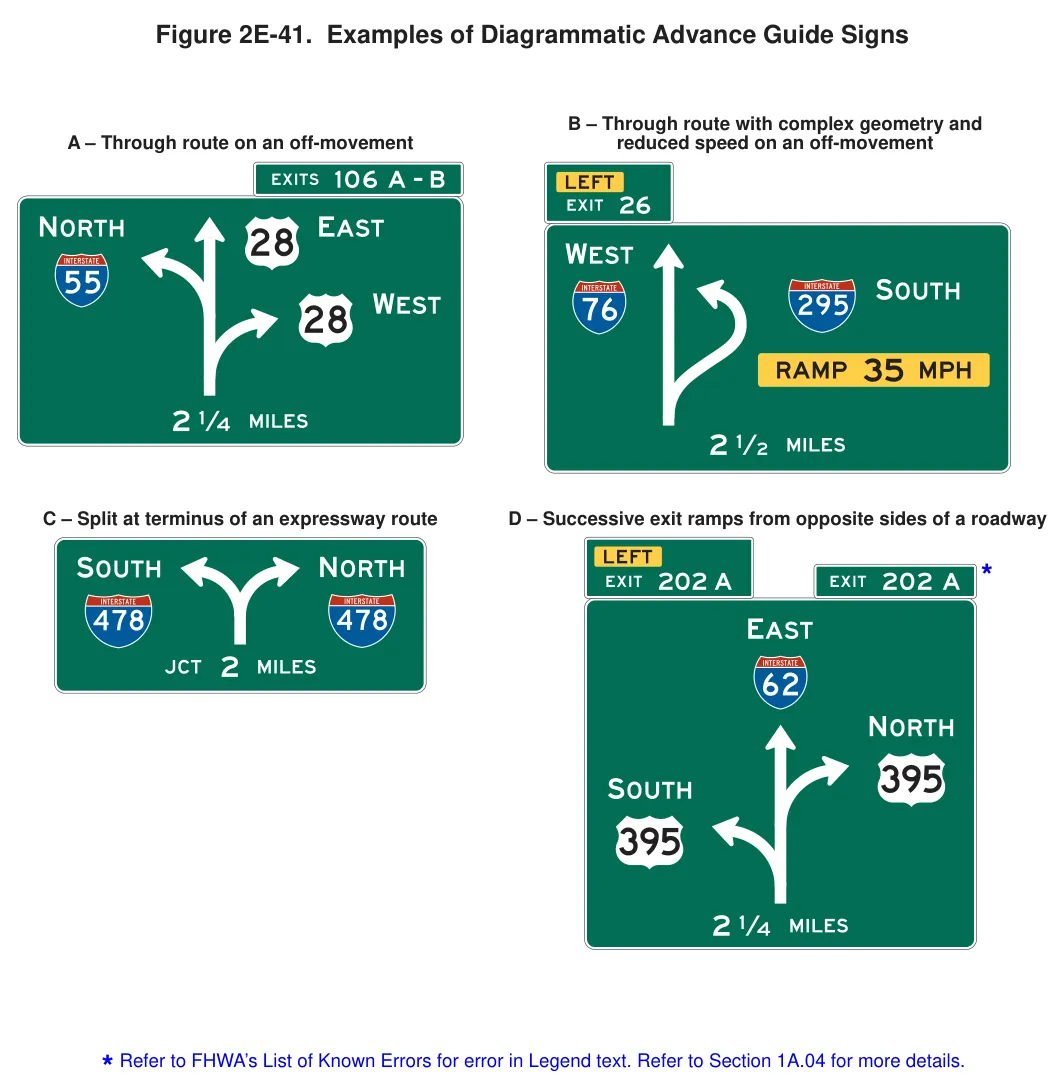 Figure 2E-41. Examples of Diagrammatic Advance Guide Signs
A – Through route on an off-movement
EXITS 106 A - B
NORTH
INTERSTATE
55
28
EAST
28
WEST
2 1/4 MILES
B – Through route with complex geometry and
reduced speed on an off-movement
LEFT
EXIT 26
WEST
INTERSTATE
76
INTERSTATE
295
SOUTH
RAMP 35 MPH
2 1/2 MILES
C – Split at terminus of an expressway route
SOUTH
INTERSTATE
478
NORTH
INTERSTATE
478
JCT 2 MILES
D – Successive exit ramps from opposite sides of a roadway
LEFT
EXIT 202 A
EXIT 202 A *
EAST
INTERSTATE
62
NORTH
395
SOUTH
395
2 1/4 MILES
* Refer to FHWA's List of Known Errors for error in Legend text. Refer to Section 1A.04 for more details.